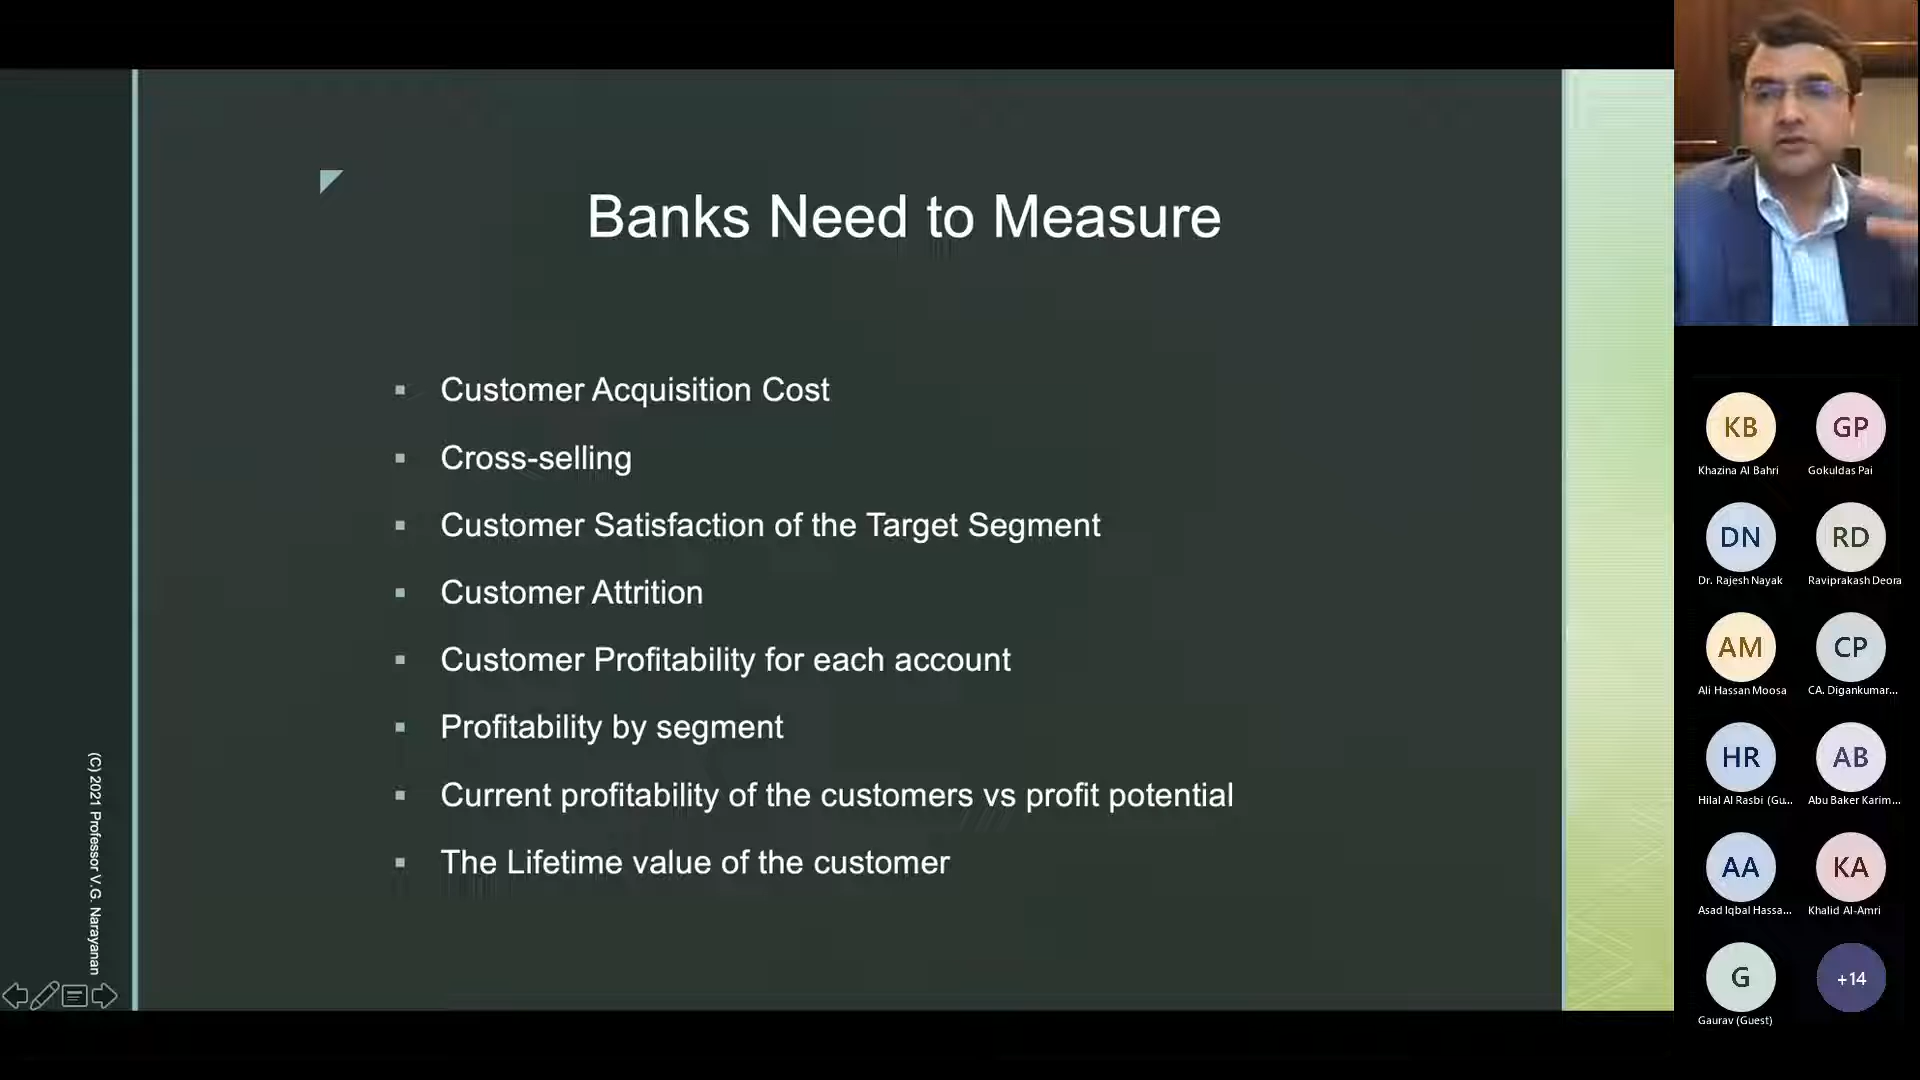 Banks Need to Measure
Customer Acquisition Cost
Cross-selling
Customer Satisfaction of the Target Segment
Customer Attrition
Customer Profitability for each account
Profitability by segment
Current profitability of the customers vs profit potential
The Lifetime value of the customer
(C) 2021 Professor V.G. Narayanan
KB
GP
Khazina Al Bahri
Gokuldas Pai
DN
RD
Dr. Rajesh Nayak
Raviprakash Deora
AM
CP
Ali Hassan Moosa
CA. Digankumar...
HR
AB
Hilal Al Rasbi (Gu...
Abu Baker Karim...
AA
KA
Asad Iqbal Hassa...
Khalid Al-Amri
G
+14
Gaurav (Guest)